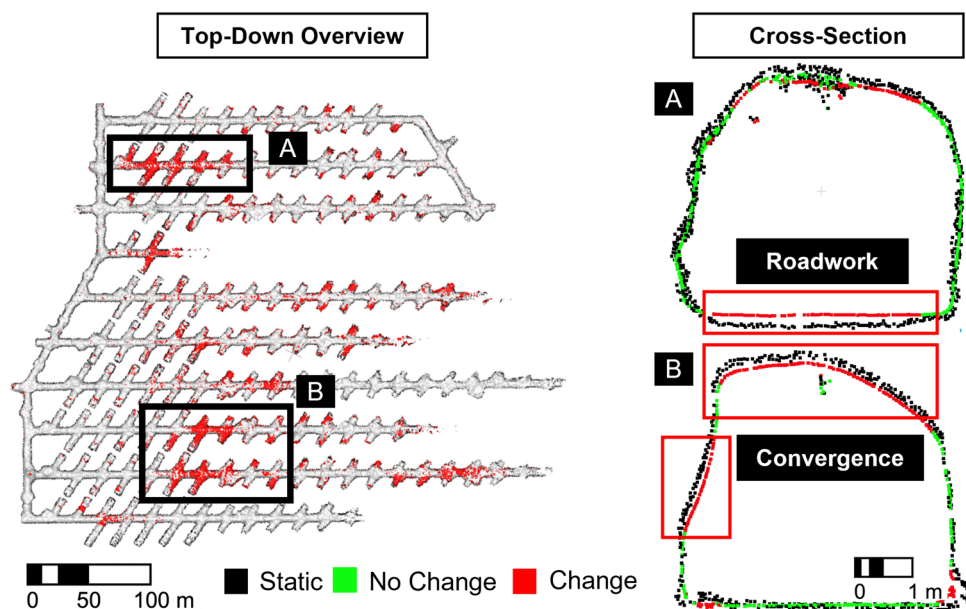 Top-Down Overview
Cross-Section
A
A
Roadwork
B
B
Convergence
0 50 100 m
Static No Change Change
0 1 m